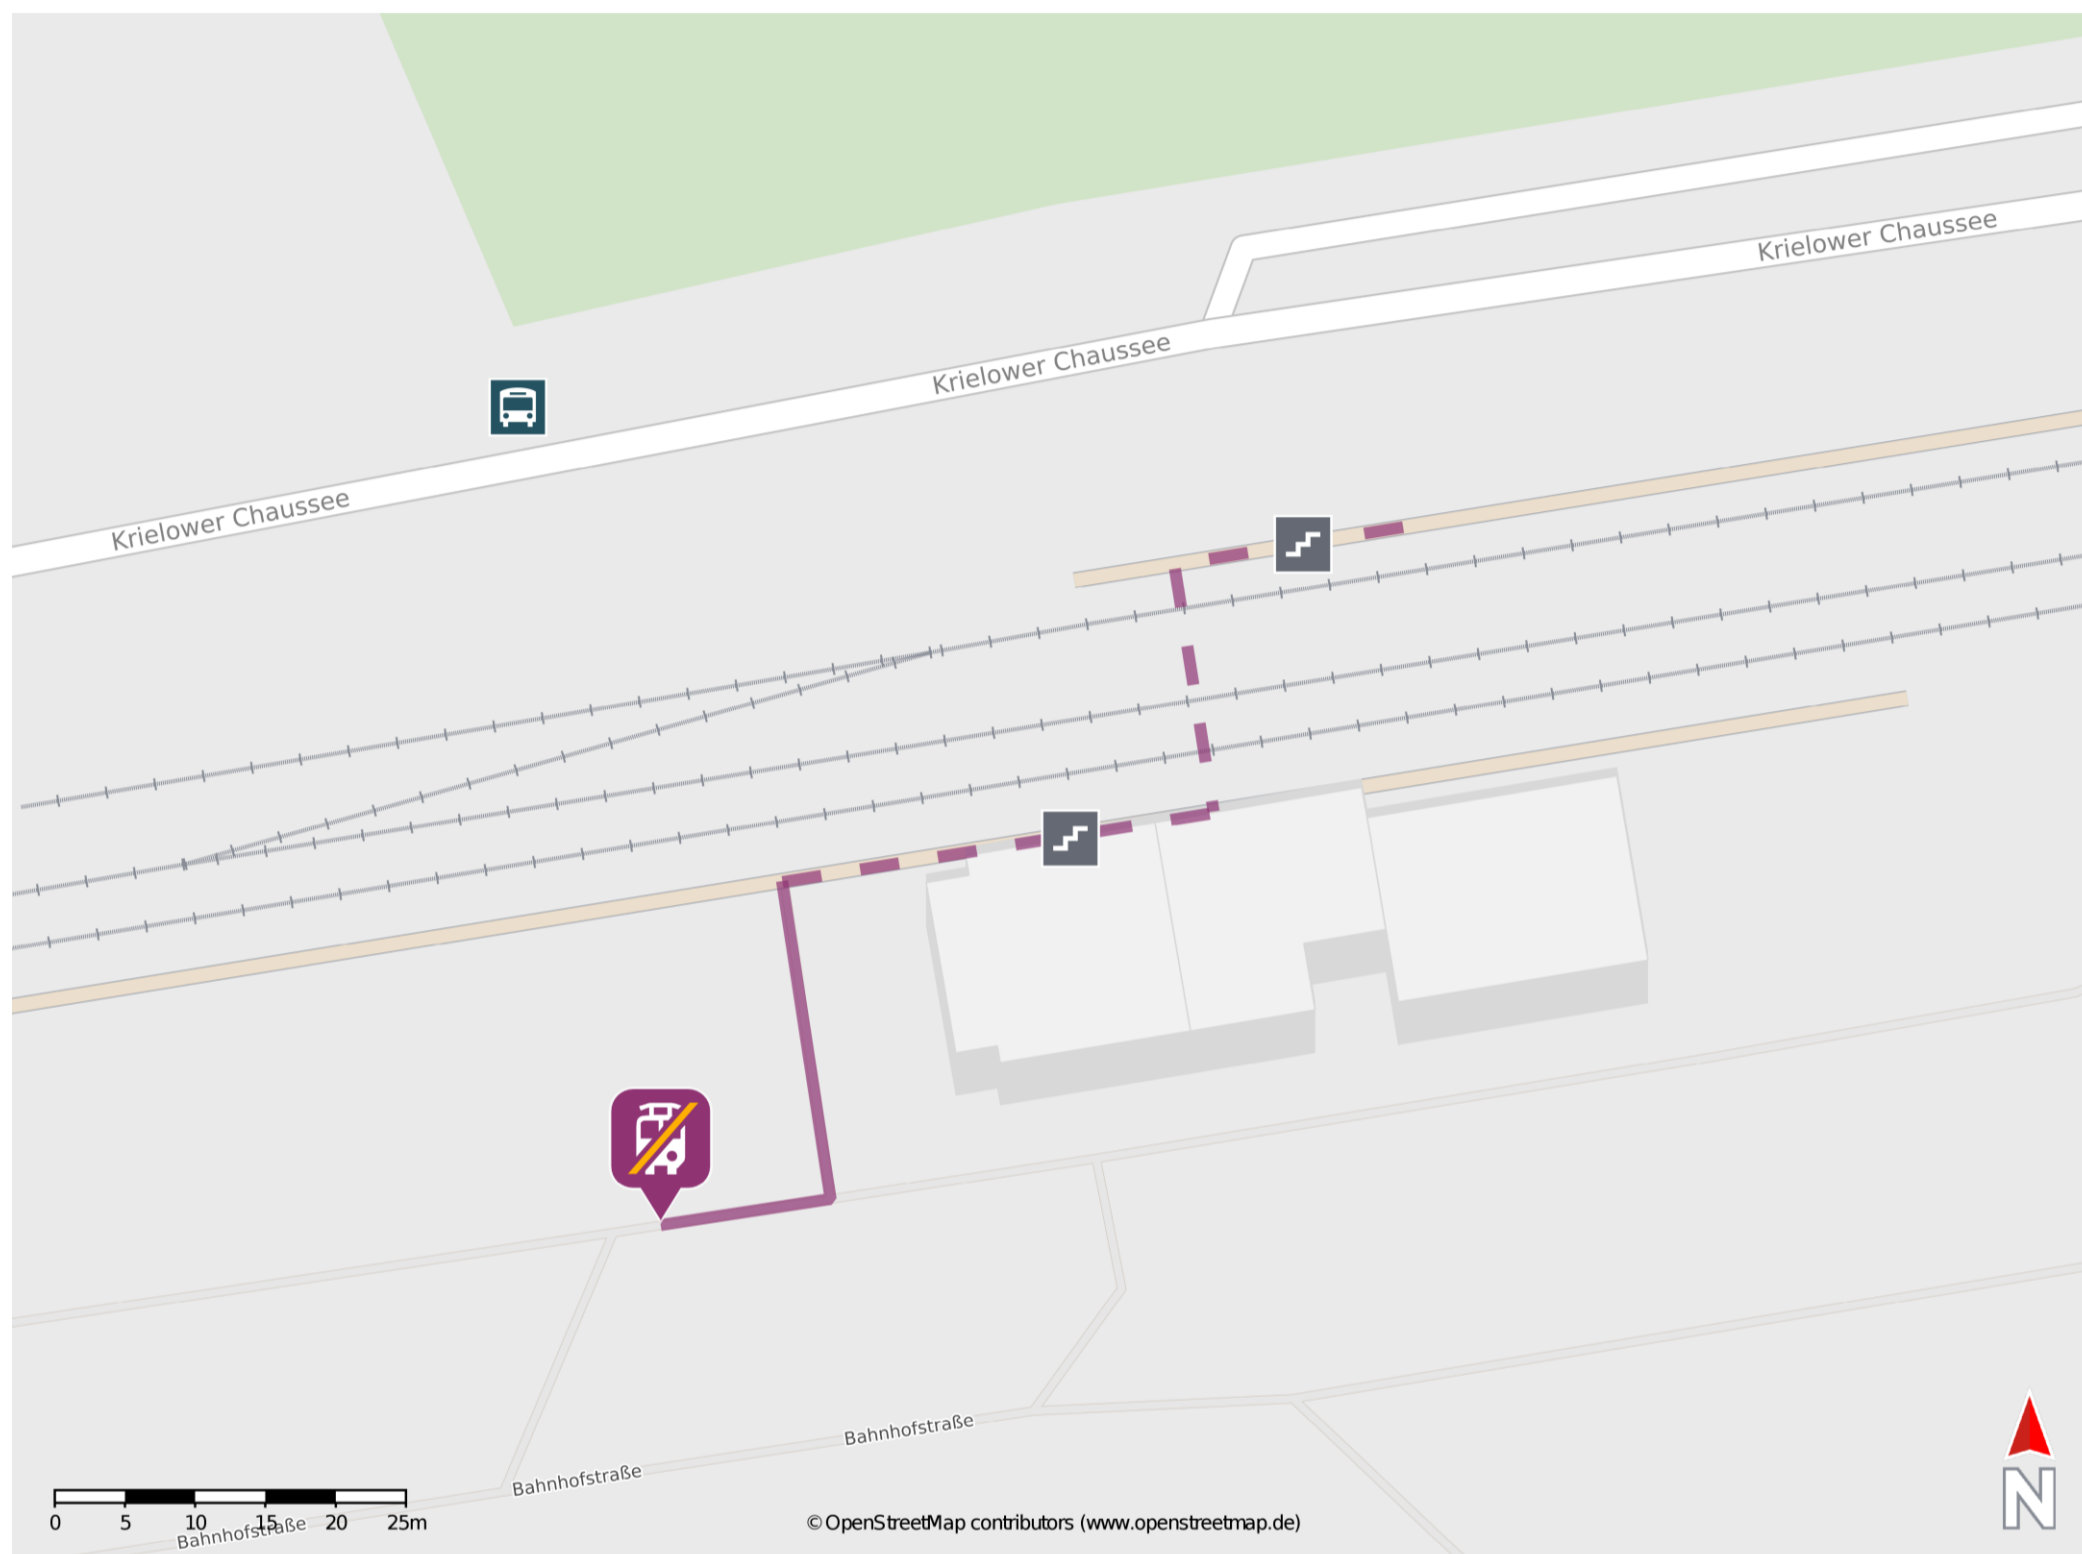 Krielower Chaussee
Krielower Chaussee
Krielower Chaussee
Bahnhofstraße
Bahnhofstraße
Bahnhofstraße
0 5 10 15 20 25m
© OpenStreetMap contributors (www.openstreetmap.de)
N